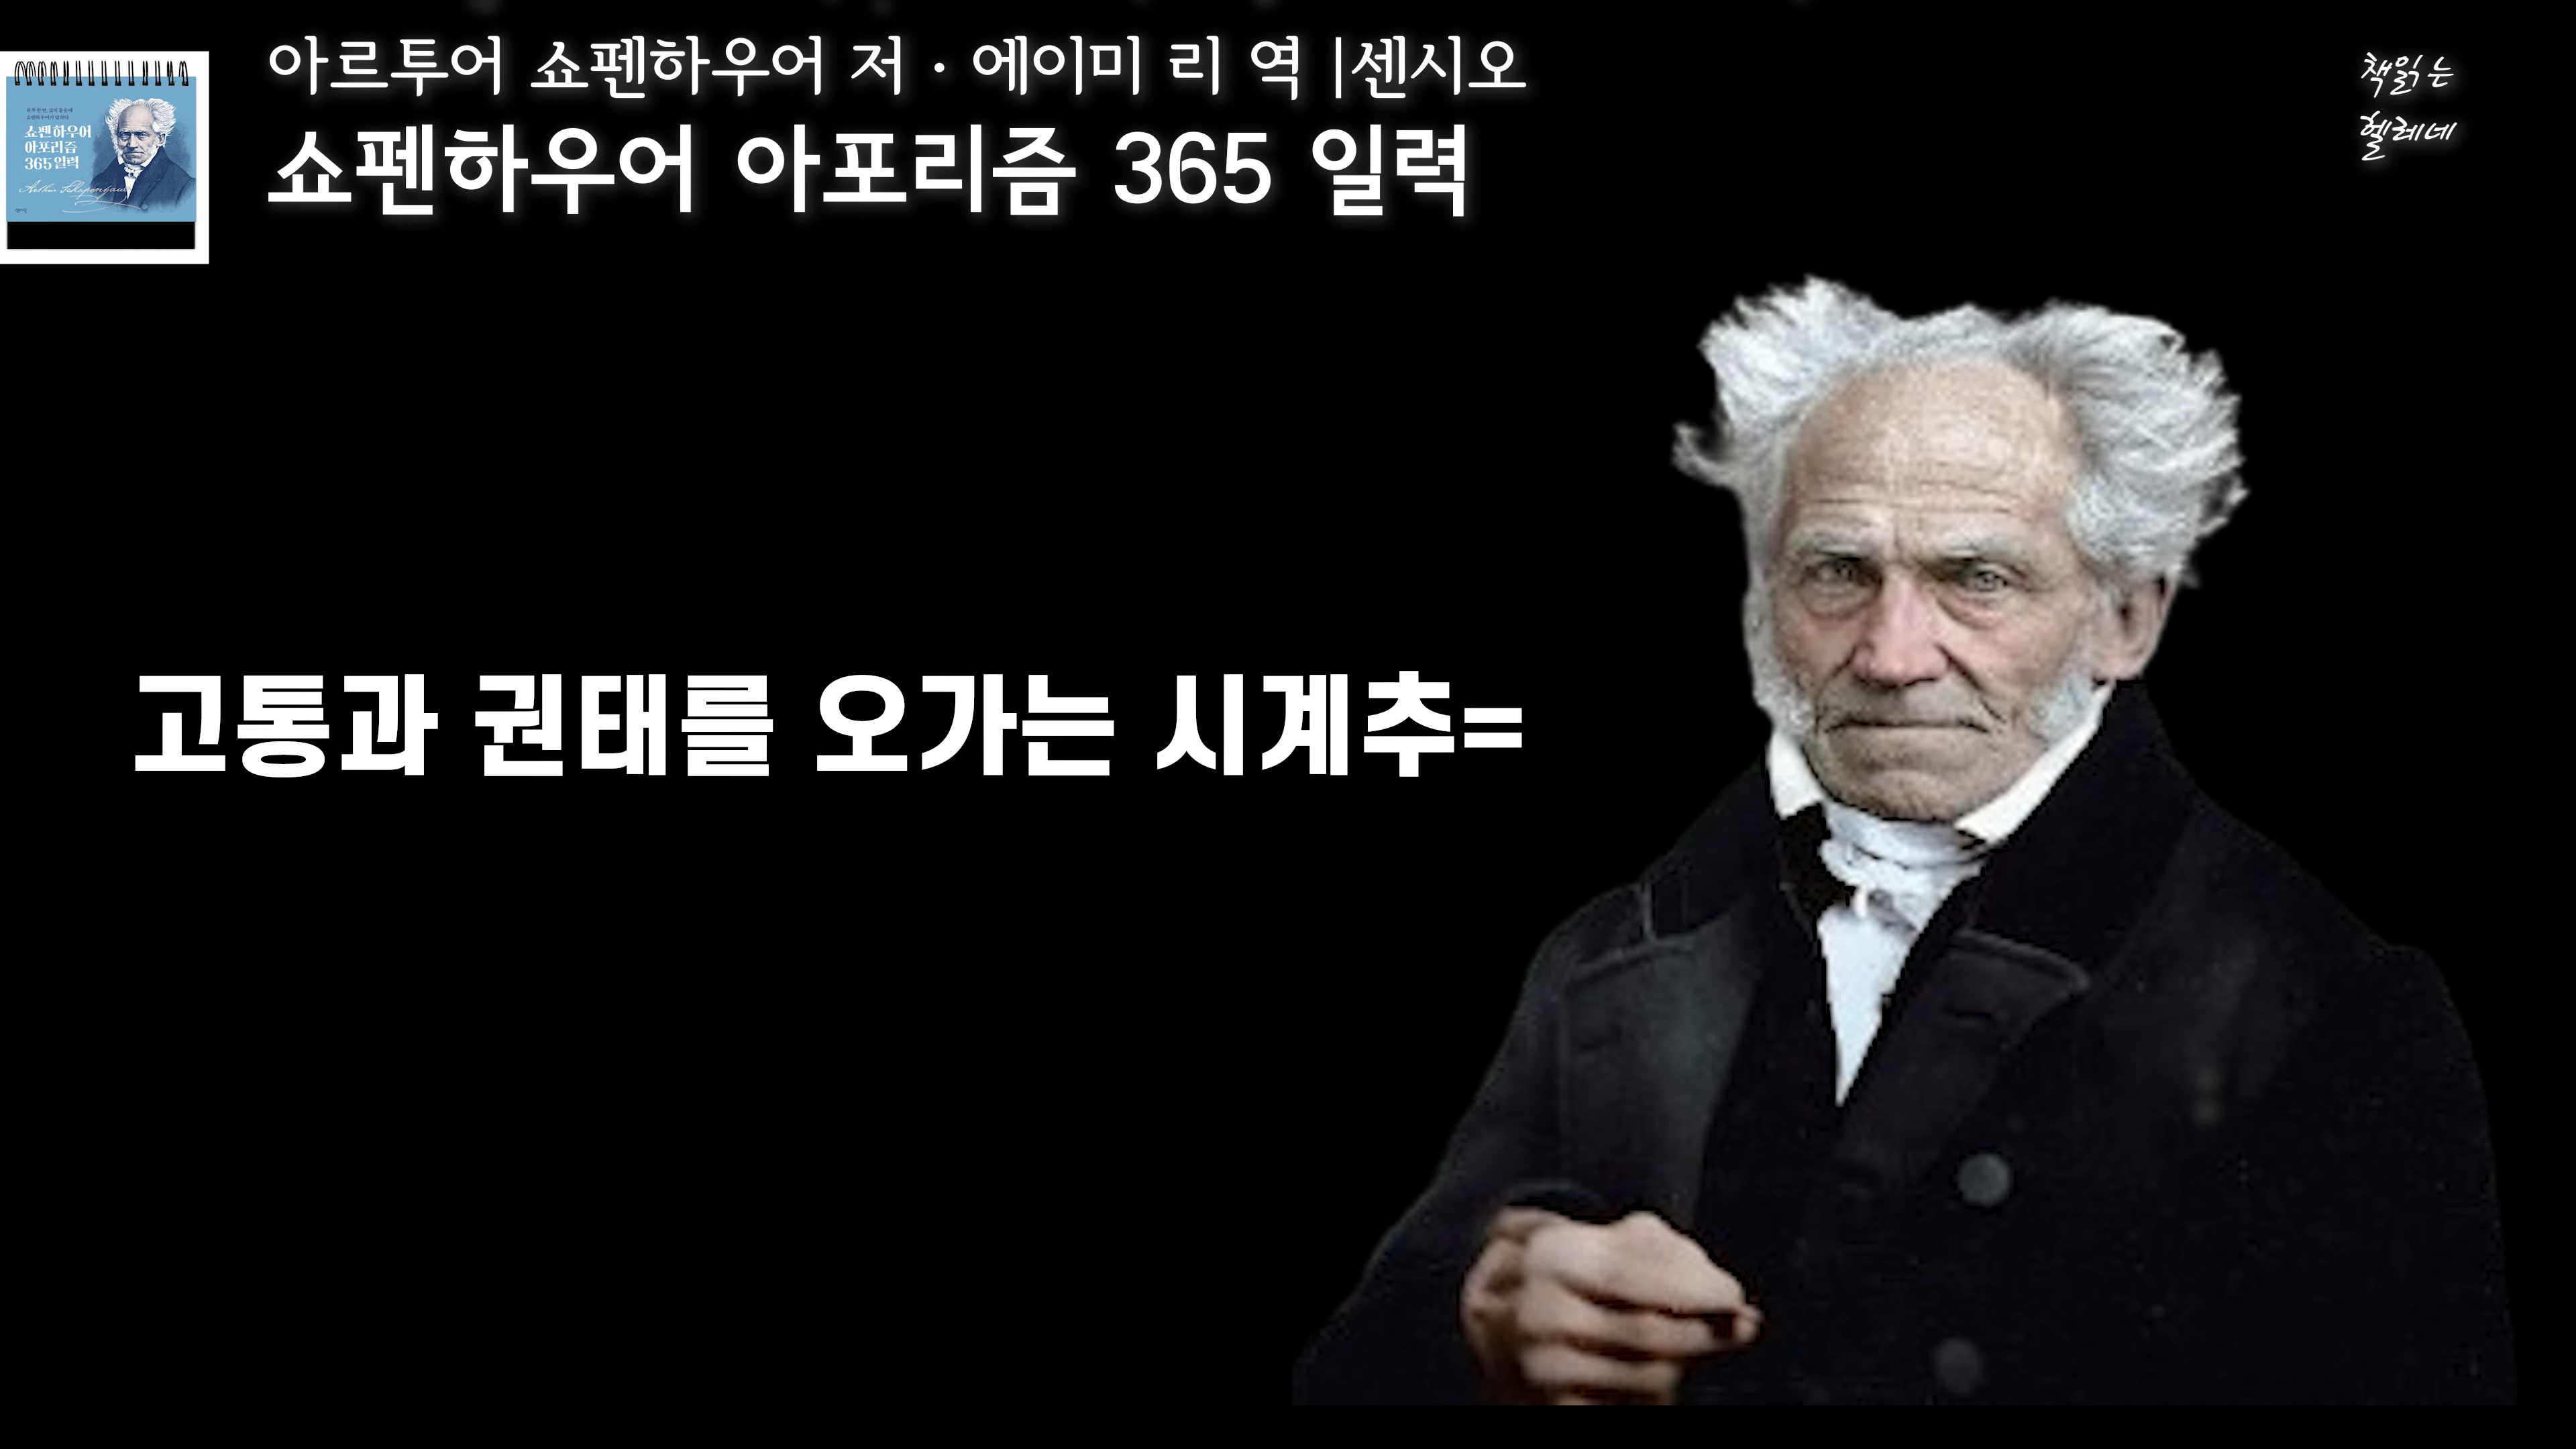 아르투어 쇼펜하우어 저 · 에이미 리 역 |센시오
쇼펜하우어 아포리즘 365 일력
책읽는
헬레네
쇼펜하우어
아포리즘
365일력
고통과 권태를 오가는 시계추=